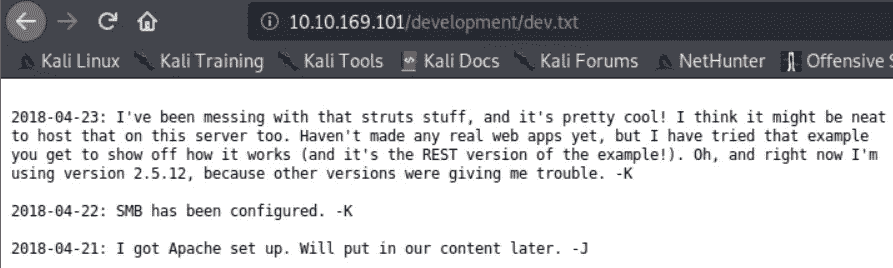 10.10.169.101/development/dev.txt
Kali Linux Kali Training Kali Tools Kali Docs Kali Forums NetHunter Offensive S
2018-04-23: I've been messing with that struts stuff, and it's pretty cool! I think it might be neat
to host that on this server too. Haven't made any real web apps yet, but I have tried that example
you get to show off how it works (and it's the REST version of the example!). Oh, and right now I'm
using version 2.5.12, because other versions were giving me trouble. -K
2018-04-22: SMB has been configured. -K
2018-04-21: I got Apache set up. Will put in our content later. -J